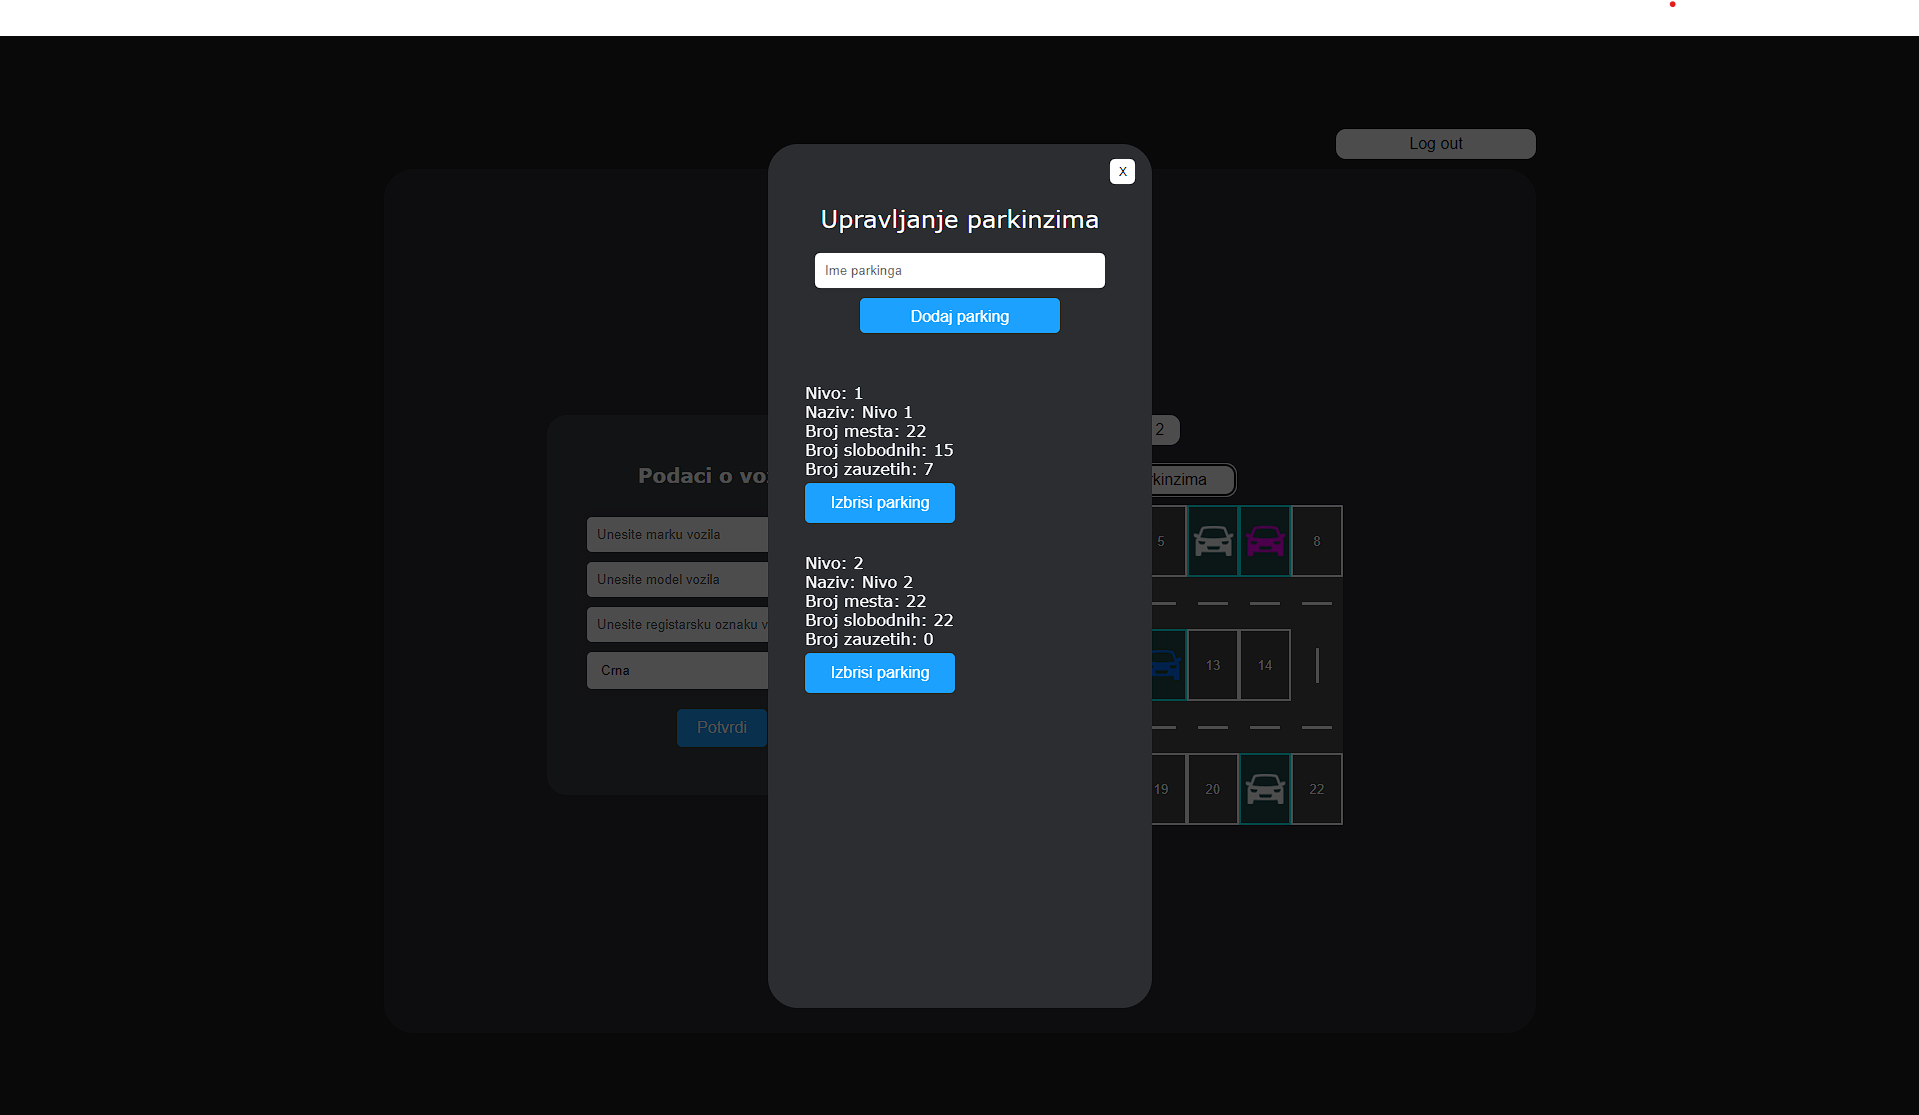 Log out
X
Upravljanje parkinzima
Ime parkinga
Dodaj parking
Nivo: 1
Naziv: Nivo 1
Broj mesta: 22
Broj slobodnih: 15
Broj zauzetih: 7
Izbrisi parking
Nivo: 2
Naziv: Nivo 2
Broj mesta: 22
Broj slobodnih: 22
Broj zauzetih: 0
Izbrisi parking
Podaci o voz
Unesite marku vozila
Unesite model vozila
Unesite registarsku oznaku v
Crna
Potvrdi
2
rkinzima
5
8
13
14
19
20
22